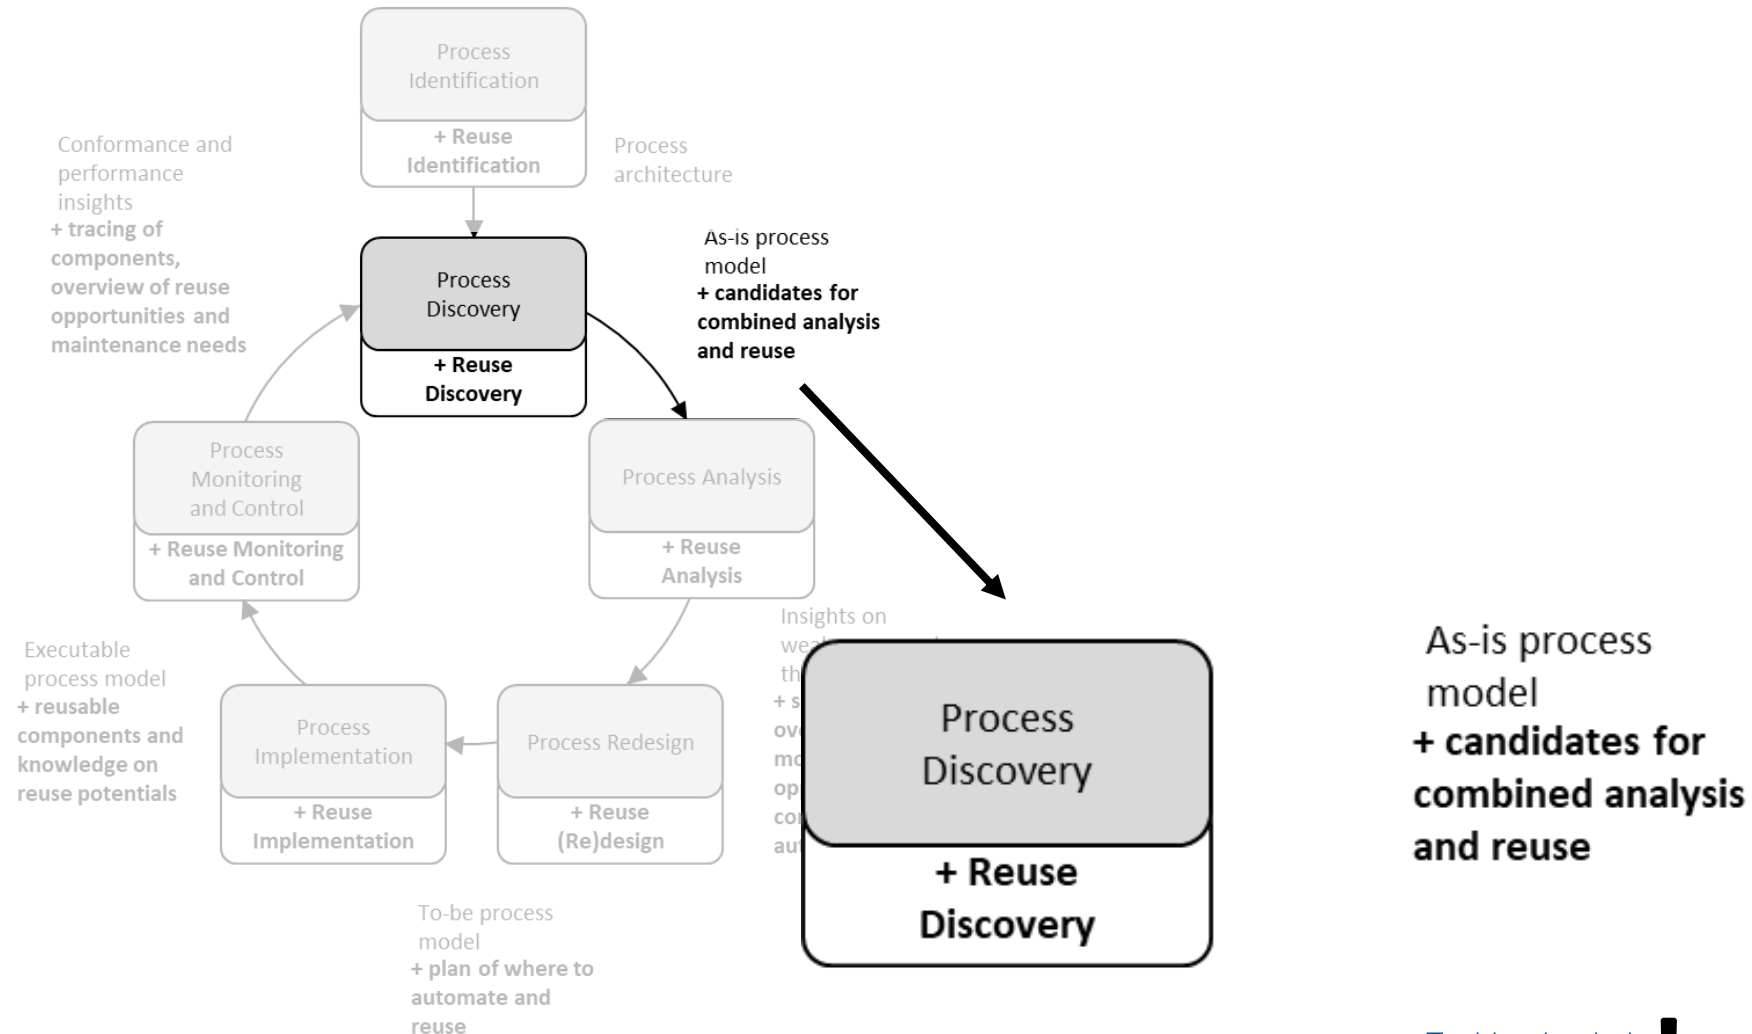 Process
Identification
+ Reuse
Identification
Process
architecture
Conformance and
performance
insights
+ tracing of
components,
overview of reuse
opportunities and
maintenance needs
Process
Discovery
+ Reuse
Discovery
As-is process
model
+ candidates for
combined analysis
and reuse
Process
Monitoring
and Control
+ Reuse Monitoring
and Control
Process Analysis
+ Reuse
Analysis
Insights on
Executable
process model
+ reusable
components and
knowledge on
reuse potentials
Process
Implementation
+ Reuse
Implementation
Process Redesign
+ Reuse
(Re)design
To-be process
model
+ plan of where to
automate and
reuse
Process
Discovery
+ Reuse
Discovery
As-is process
model
+ candidates for
combined analysis
and reuse